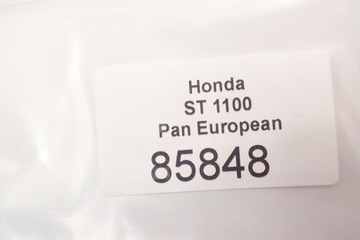 Honda
ST 1100
Pan European
85848